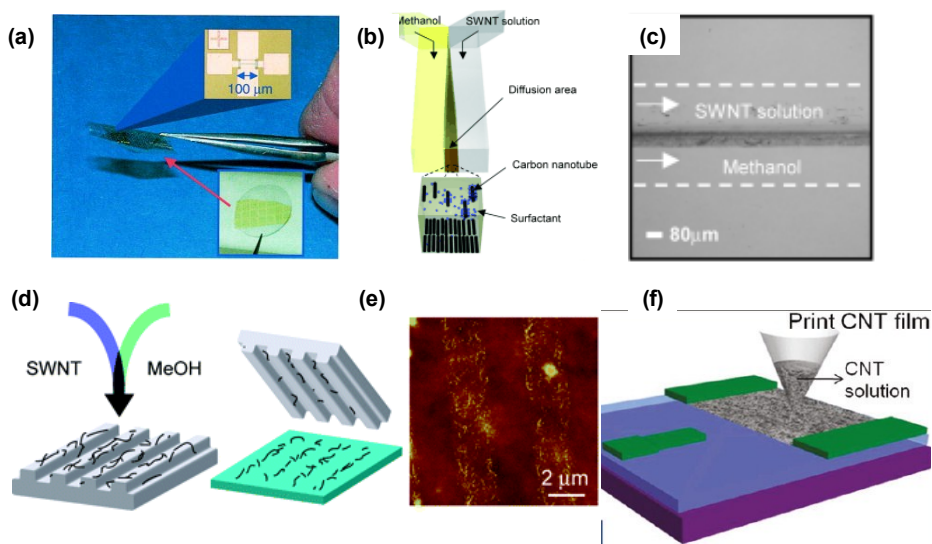 (a)
100 μm
(b)
Methanol
SWNT solution
Diffusion area
Carbon nanotube
Surfactant
(c)
SWNT solution
Methanol
80μm
(d)
SWNT
MeOH
(e)
2 μm
(f)
Print CNT film
CNT
solution